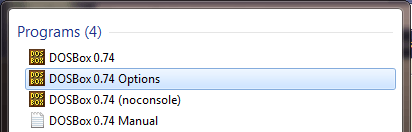 Programs (4)
DOSBox 0.74
DOSBox 0.74 Options
DOSBox 0.74 (noconsole)
DOSBox 0.74 Manual